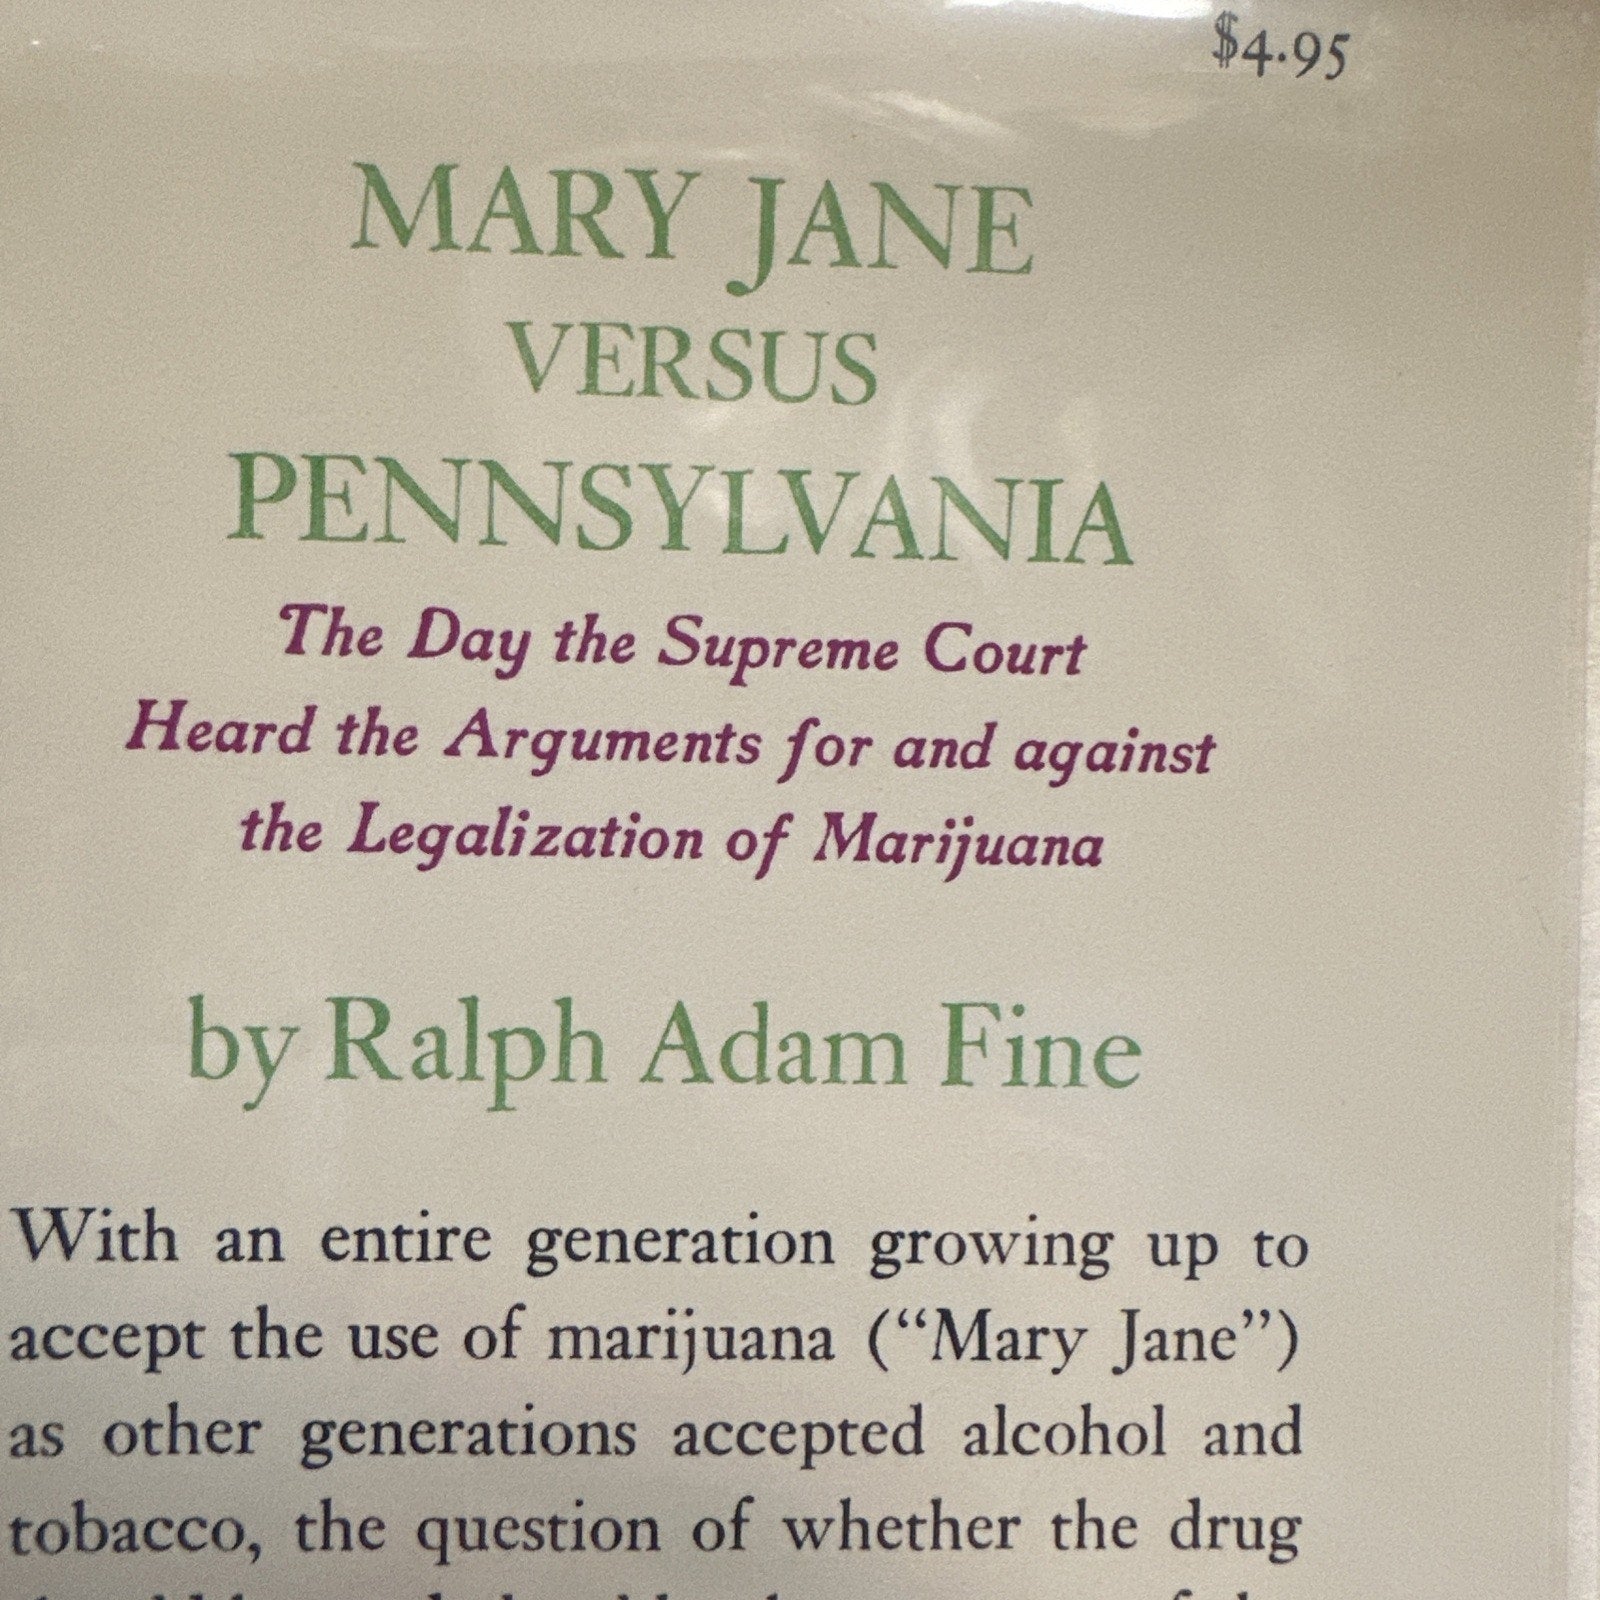 $4.95
MARY JANE
VERSUS
PENNSYLVANIA
The Day the Supreme Court
Heard the Arguments for and against
the Legalization of Marijuana
by Ralph Adam Fine
With an entire generation growing up to
accept the use of marijuana (“Mary Jane”)
as other generations accepted alcohol and
tobacco, the question of whether the drug